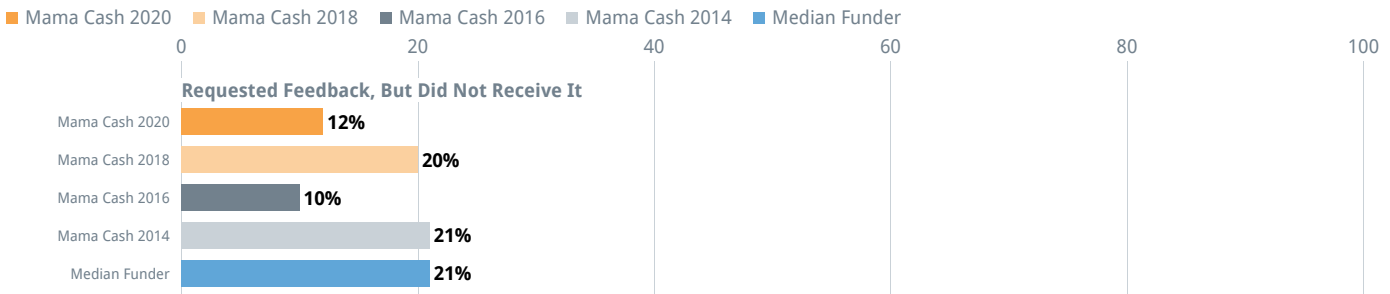 Mama Cash 2020 Mama Cash 2018 Mama Cash 2016 Mama Cash 2014 Median Funder
0 20 40 60 80 100
Requested Feedback, But Did Not Receive It
Mama Cash 2020 12%
Mama Cash 2018 20%
Mama Cash 2016 10%
Mama Cash 2014 21%
Median Funder 21%